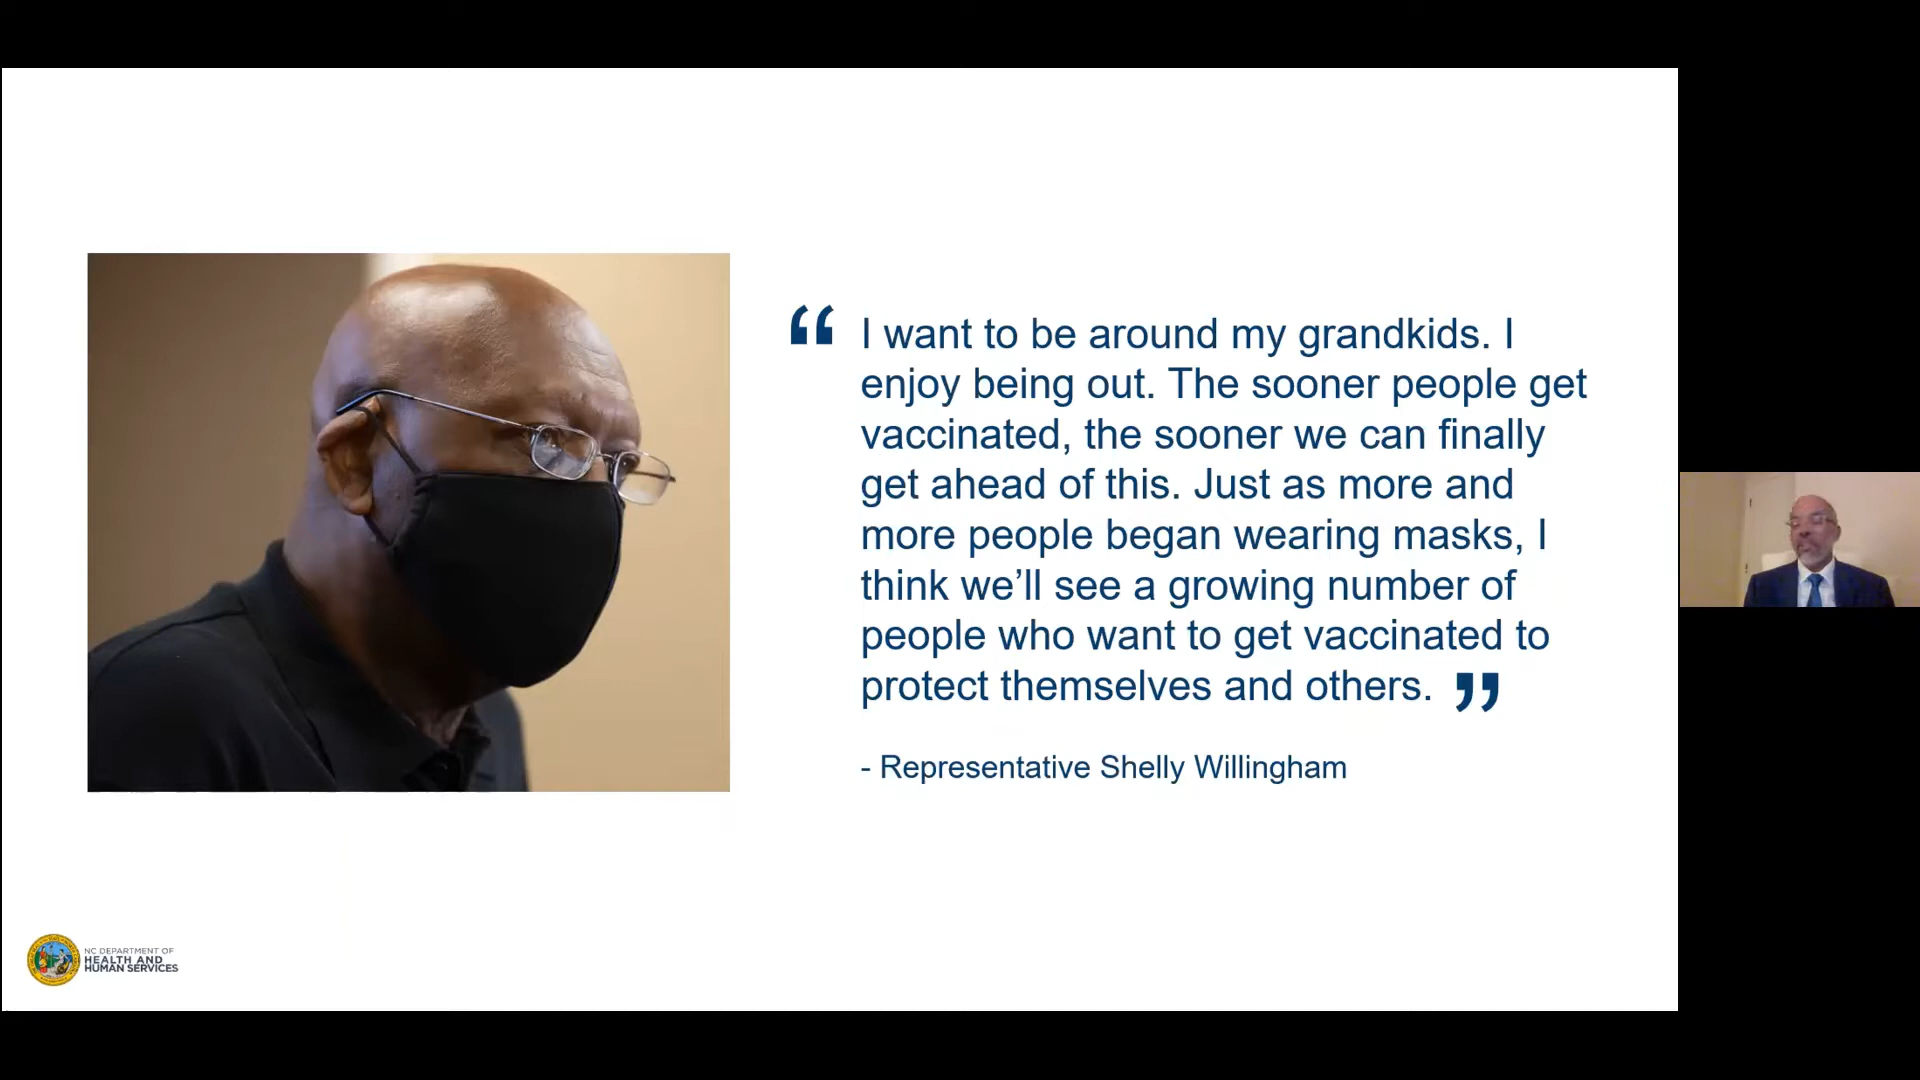 “ I want to be around my grandkids. I
enjoy being out. The sooner people get
vaccinated, the sooner we can finally
get ahead of this. Just as more and
more people began wearing masks, I
think we’ll see a growing number of
people who want to get vaccinated to
protect themselves and others. ”
- Representative Shelly Willingham
NC DEPARTMENT OF
HEALTH AND
HUMAN SERVICES